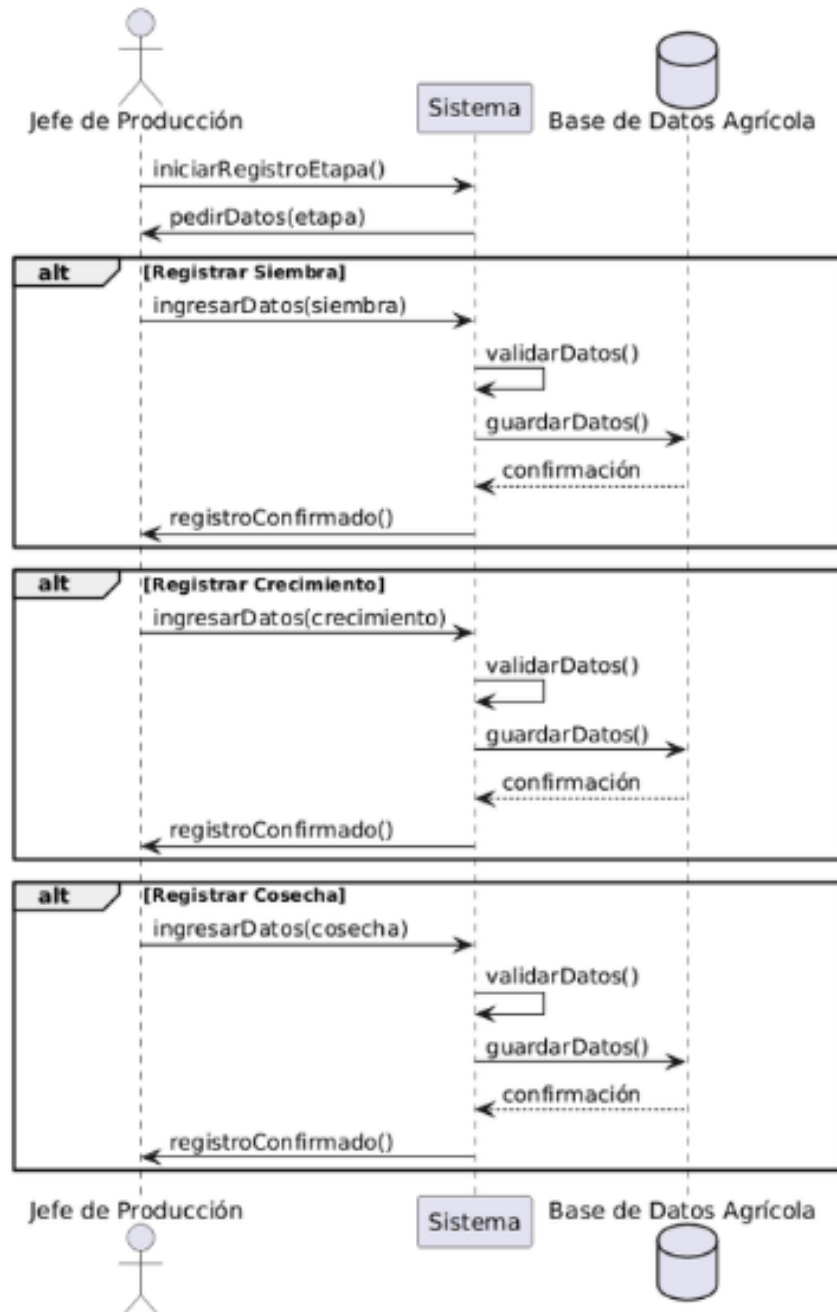 Jefe de Producción
Sistema
Base de Datos Agrícola
iniciarRegistroEtapa()
pedirDatos(etapa)
alt [Registrar Siembra]
ingresarDatos(siembra)
validarDatos()
guardarDatos()
confirmación
registroConfirmado()
alt [Registrar Crecimiento]
ingresarDatos(crecimiento)
validarDatos()
guardarDatos()
confirmación
registroConfirmado()
alt [Registrar Cosecha]
ingresarDatos(cosecha)
validarDatos()
guardarDatos()
confirmación
registroConfirmado()
Jefe de Producción
Sistema
Base de Datos Agrícola